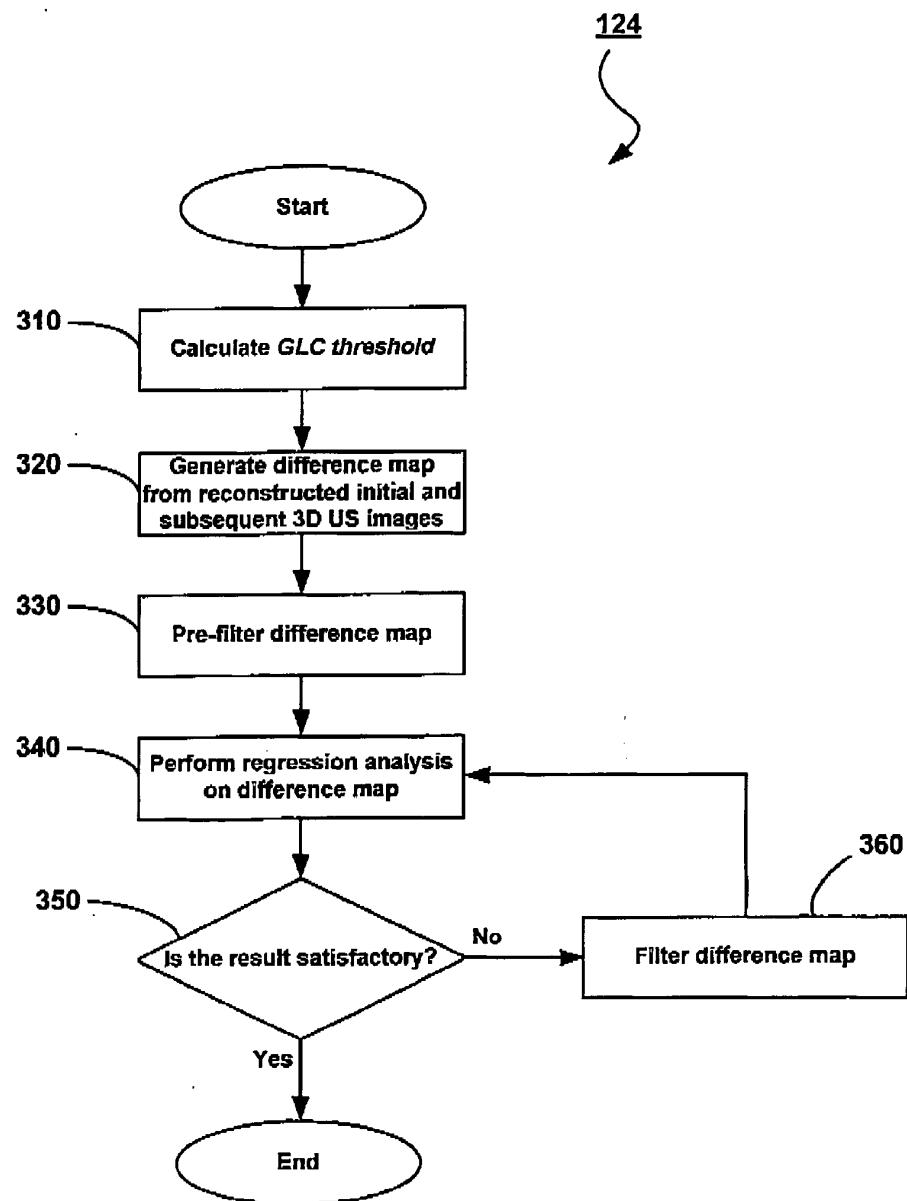 124
Start
310
Calculate GLC threshold
320
Generate difference map
from reconstructed initial and
subsequent 3D US images
330
Pre-filter difference map
340
Perform regression analysis
on difference map
360
350
Is the result satisfactory?
No
Filter difference map
Yes
End